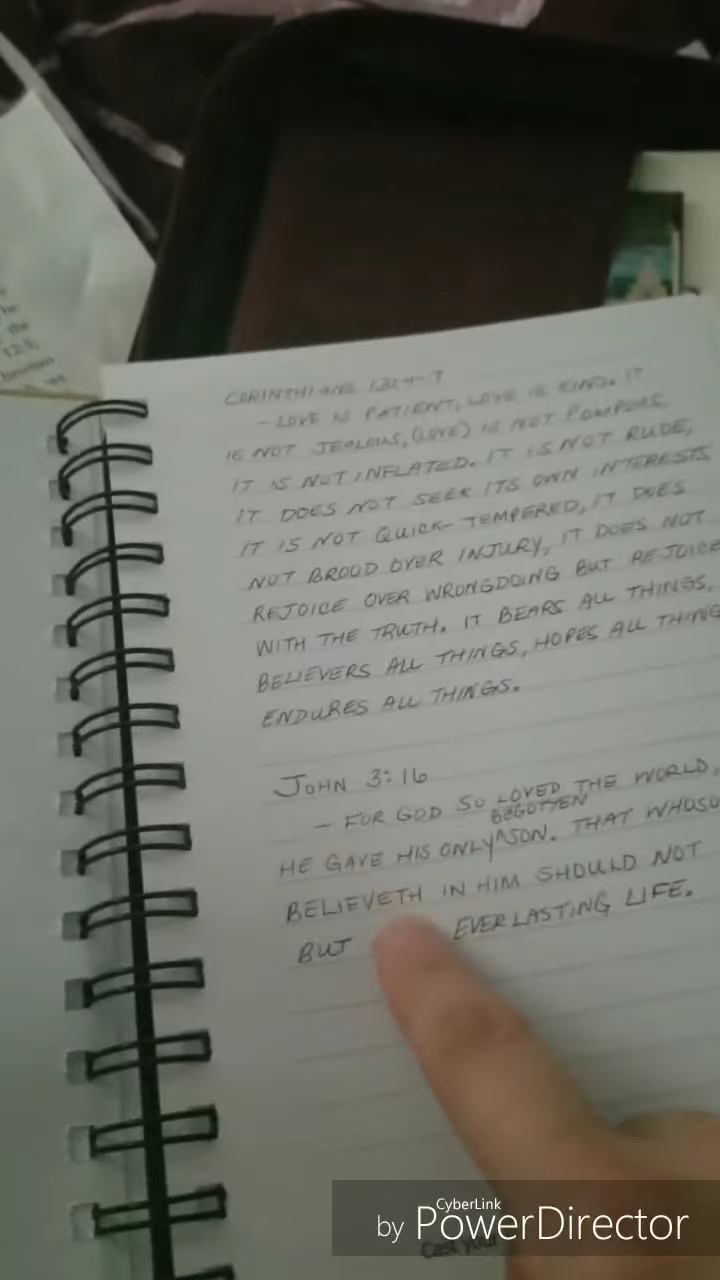 he
the
12:5,
CORINTHIANS 13:4-7
- LOVE IS PATIENT, LOVE IS KIND. IT
IS NOT JEALOUS, (LOVE) IS NOT POMPOUS,
IT IS NOT INFLATED. IT IS NOT RUDE,
IT DOES NOT SEEK ITS OWN INTERESTS
IT IS NOT QUICK-TEMPERED, IT DOES
NOT BROOD OVER INJURY, IT DOES NOT
REJOICE OVER WRONGDOING BUT REJOICE
WITH THE TRUTH. IT BEARS ALL THINGS,
BELIEVERS ALL THINGS, HOPES ALL THING
ENDURES ALL THINGS.
JOHN 3:16
- FOR GOD SO LOVED THE WORLD,
HE GAVE HIS ONLY ^BEGOTTEN SON. THAT WHOSO
BELIEVETH IN HIM SHOULD NOT
BUT EVERLASTING LIFE.
CyberLink
by PowerDirector